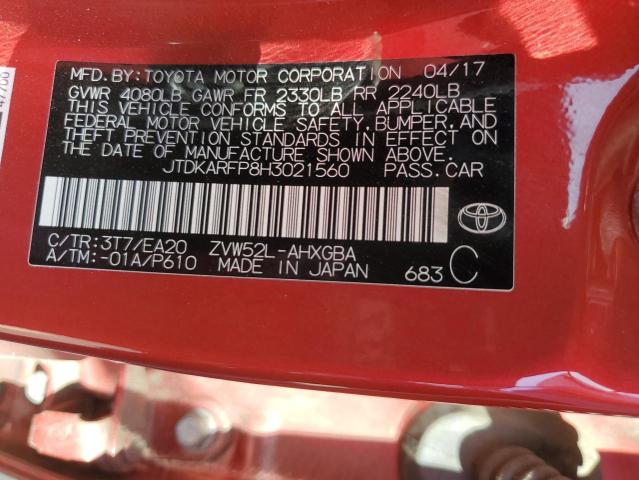 MFD. BY: TOYOTA MOTOR CORPORATION 04/17
GVWR 4080LB GAWR FR 2330LB RR 2240LB
THIS VEHICLE CONFORMS TO ALL APPLICABLE
FEDERAL MOTOR VEHICLE SAFETY, BUMPER, AND
THEFT PREVENTION STANDARDS IN EFFECT ON
THE DATE OF MANUFACTURE SHOWN ABOVE.
JTDKARFP8H3021560 PASS. CAR
C/TR: 3T7/EA20 ZVW52L-AHXGBA
A/TM: -01A/P610 MADE IN JAPAN
683 C
TOYOTA